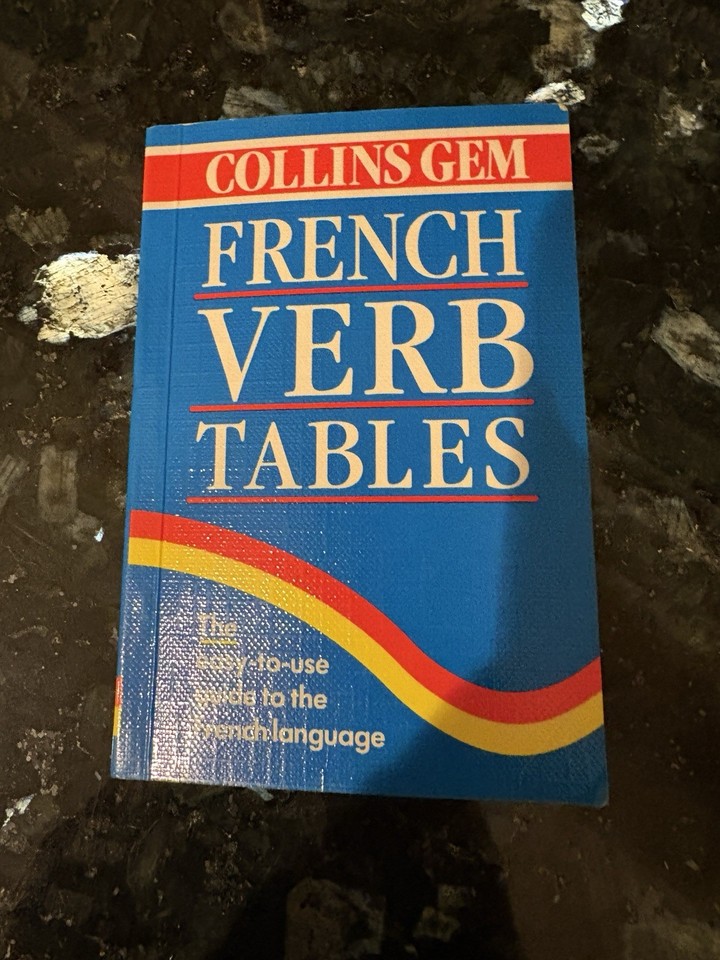 COLLINS GEM
FRENCH
VERB
TABLES
The
easy-to-use
guide to the
French language